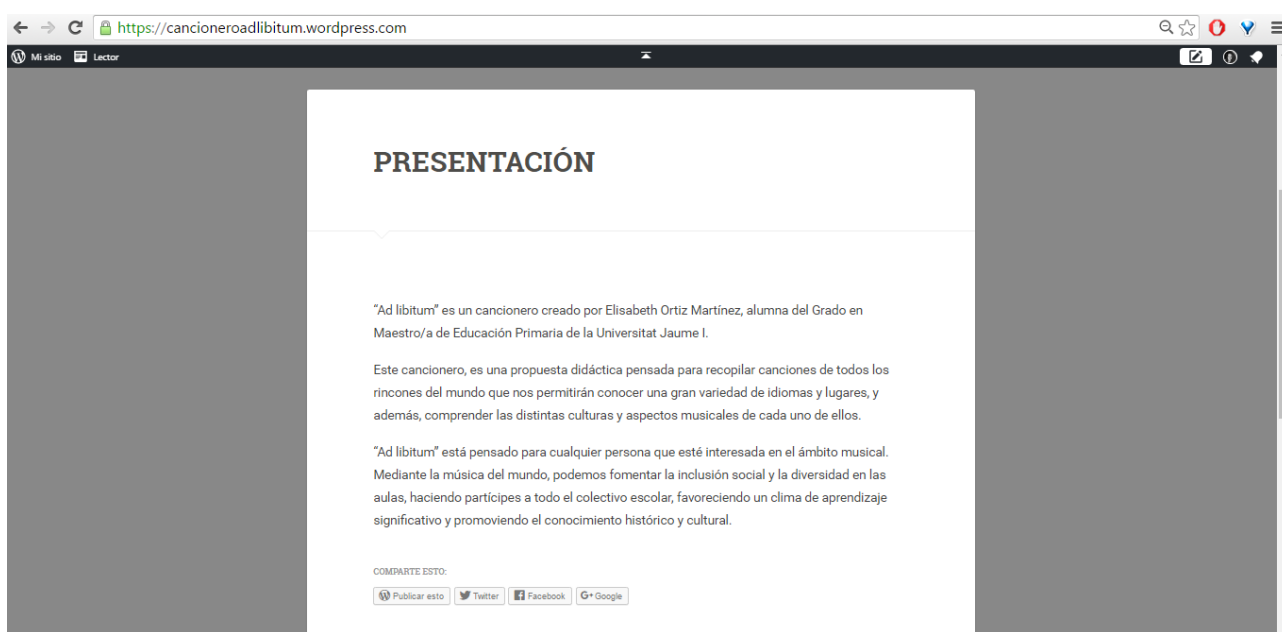 https://cancioneroadlibitum.wordpress.com
Mi sitio Lector
PRESENTACIÓN
“Ad libitum” es un cancionero creado por Elisabeth Ortiz Martínez, alumna del Grado en
Maestro/a de Educación Primaria de la Universitat Jaume I.
Este cancionero, es una propuesta didáctica pensada para recopilar canciones de todos los
rincones del mundo que nos permitirán conocer una gran variedad de idiomas y lugares, y
además, comprender las distintas culturas y aspectos musicales de cada uno de ellos.
“Ad libitum” está pensado para cualquier persona que esté interesada en el ámbito musical.
Mediante la música del mundo, podemos fomentar la inclusión social y la diversidad en las
aulas, haciendo partícipes a todo el colectivo escolar, favoreciendo un clima de aprendizaje
significativo y promoviendo el conocimiento histórico y cultural.
COMPARTE ESTO:
Publicar esto Twitter Facebook G+ Google